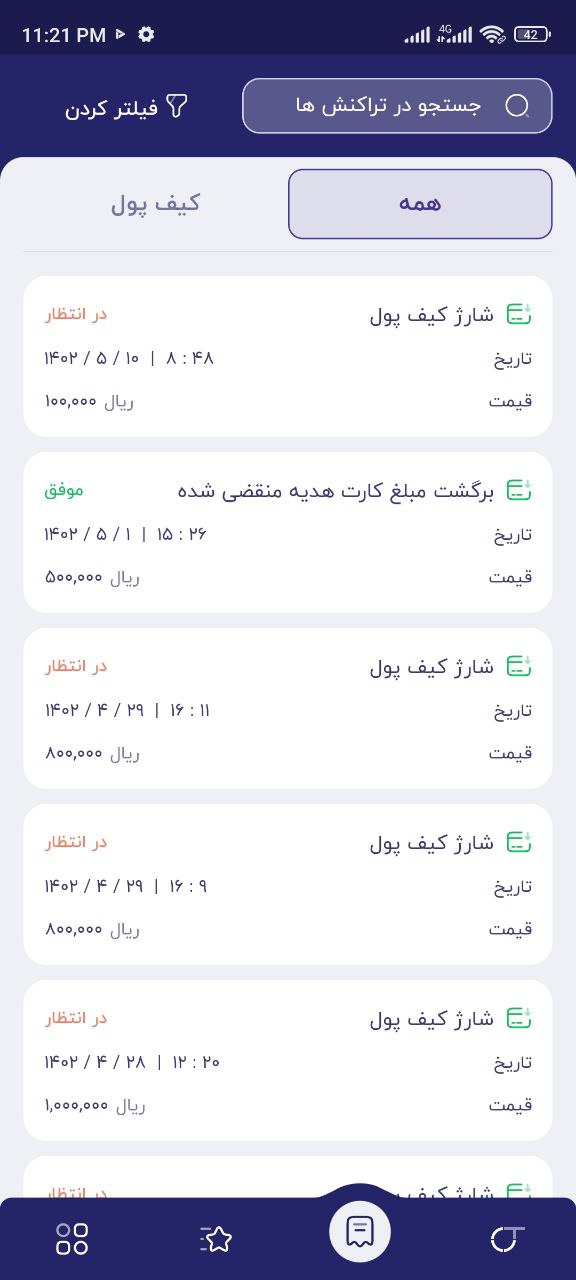 11:21 PM
4G
42
جستجو در تراکنش ها
فیلتر کردن
همه
کیف پول
شارژ کیف پول
در انتظار
تاریخ
۱۴۰۲ / ۵ / ۱۰ | ۸ : ۴۸
قیمت
۱۰۰,۰۰۰ ریال
برگشت مبلغ کارت هدیه منقضی شده
موفق
تاریخ
۱۴۰۲ / ۵ / ۱ | ۱۵ : ۲۶
قیمت
۵۰۰,۰۰۰ ریال
شارژ کیف پول
در انتظار
تاریخ
۱۴۰۲ / ۴ / ۲۹ | ۱۶ : ۱۱
قیمت
۸۰۰,۰۰۰ ریال
شارژ کیف پول
در انتظار
تاریخ
۱۴۰۲ / ۴ / ۲۹ | ۱۶ : ۹
قیمت
۸۰۰,۰۰۰ ریال
شارژ کیف پول
در انتظار
تاریخ
۱۴۰۲ / ۴ / ۲۸ | ۱۲ : ۲۰
قیمت
۱,۰۰۰,۰۰۰ ریال
شارژ کیف پول
در انتظار